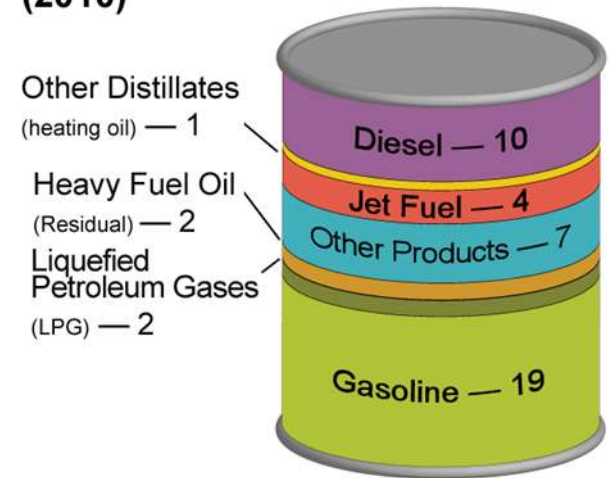 (2010)
Other Distillates
(heating oil) — 1
Heavy Fuel Oil
(Residual) — 2
Liquefied
Petroleum Gases
(LPG) — 2
Diesel — 10
Jet Fuel — 4
Other Products — 7
Gasoline — 19